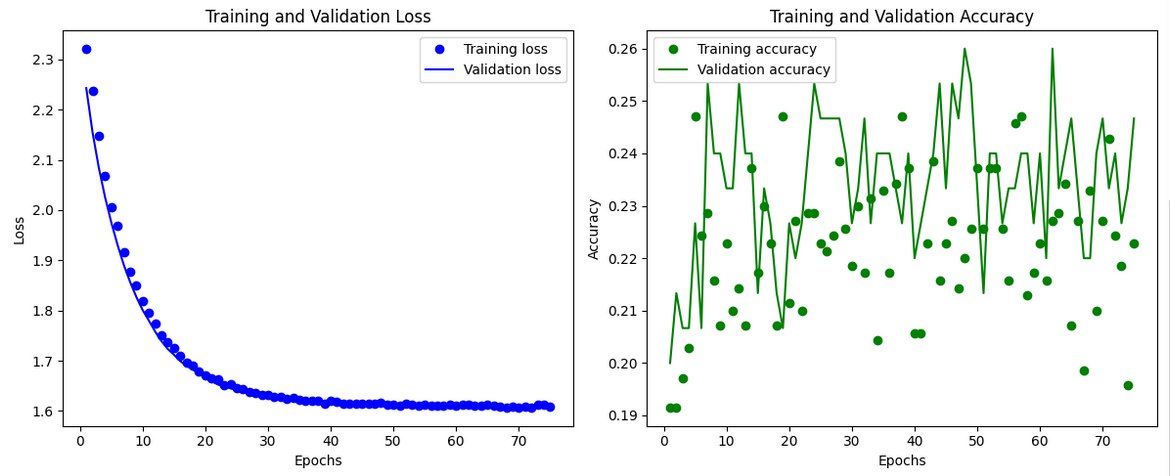 Training and Validation Loss
Training loss
Validation loss
2.3
2.2
2.1
2.0
1.9
1.8
1.7
1.6
Loss
0 10 20 30 40 50 60 70
Epochs
Training and Validation Accuracy
Training accuracy
Validation accuracy
0.26
0.25
0.24
0.23
0.22
0.21
0.20
0.19
Accuracy
0 10 20 30 40 50 60 70
Epochs